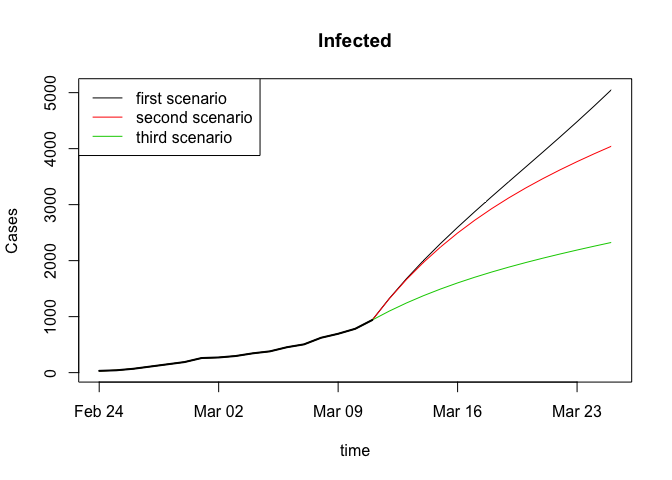 Infected
first scenario
second scenario
third scenario
Cases
5000
4000
3000
2000
1000
0
Feb 24 Mar 02 Mar 09 Mar 16 Mar 23
time